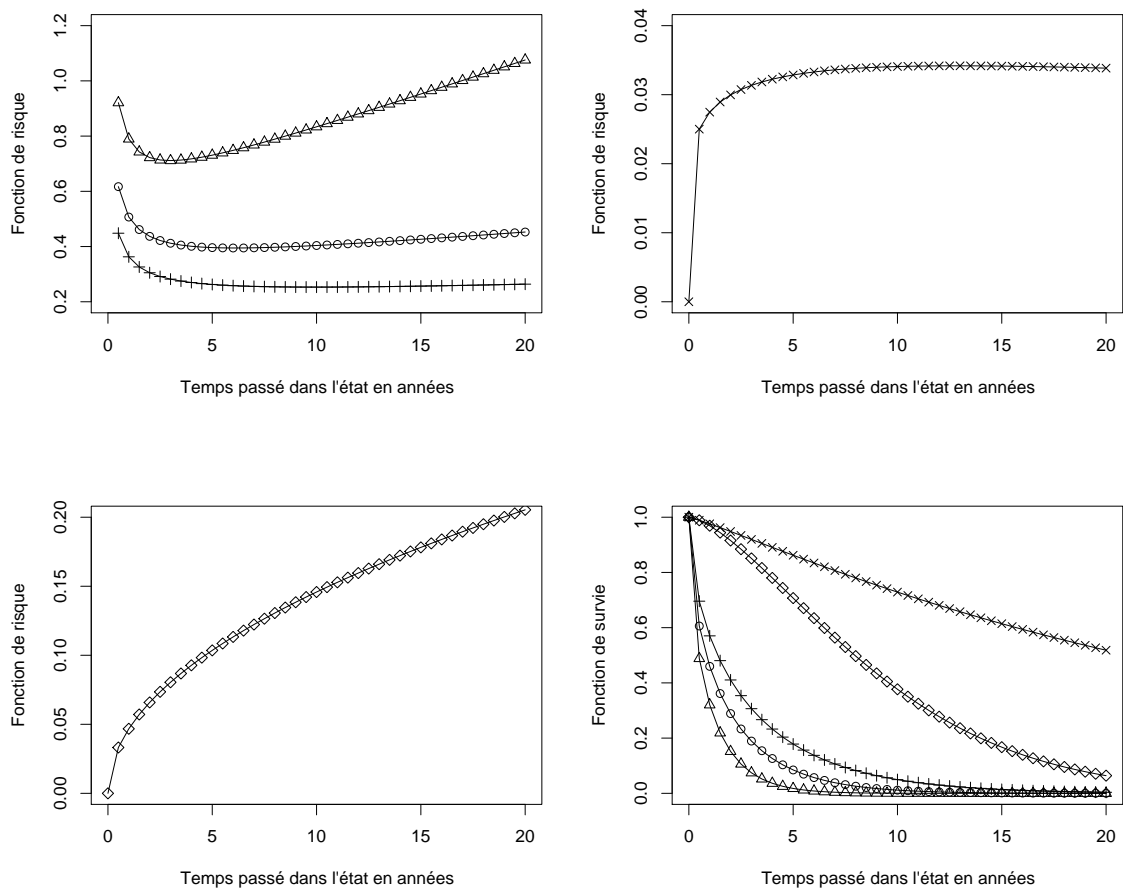 Fonction de risque
0.2 0.4 0.6 0.8 1.0 1.2
0 5 10 15 20
Temps passé dans l'état en années
Fonction de risque
0.00 0.01 0.02 0.03 0.04
0 5 10 15 20
Temps passé dans l'état en années
Fonction de risque
0.00 0.05 0.10 0.15 0.20
0 5 10 15 20
Temps passé dans l'état en années
Fonction de survie
0.0 0.2 0.4 0.6 0.8 1.0
0 5 10 15 20
Temps passé dans l'état en années